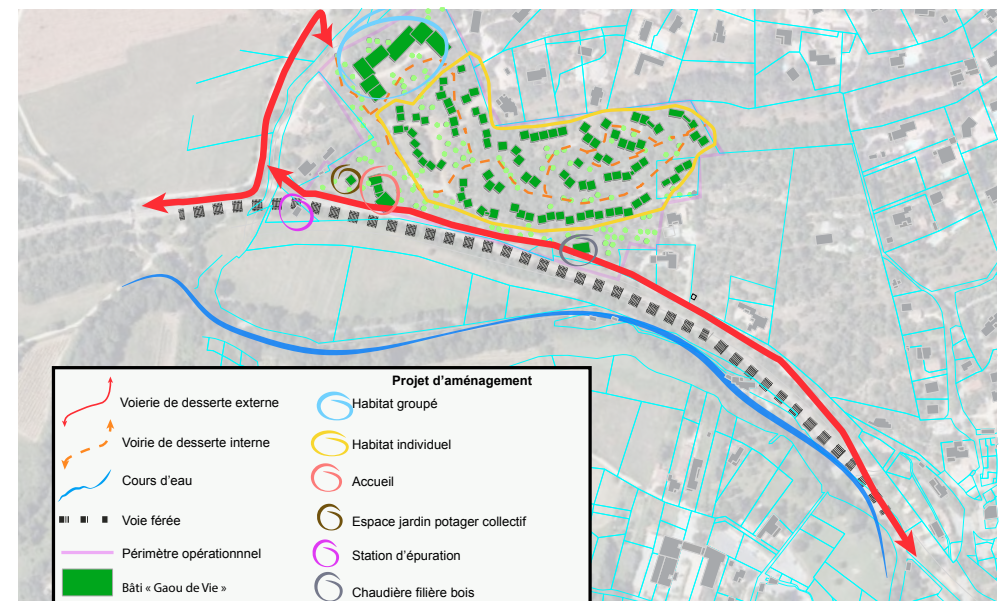 Projet d’aménagement
Voierie de desserte externe
Voirie de desserte interne
Cours d’eau
Voie férée
Périmètre opérationnnel
Bâti « Gaou de Vie »
Habitat groupé
Habitat individuel
Accueil
Espace jardin potager collectif
Station d’épuration
Chaudière filière bois